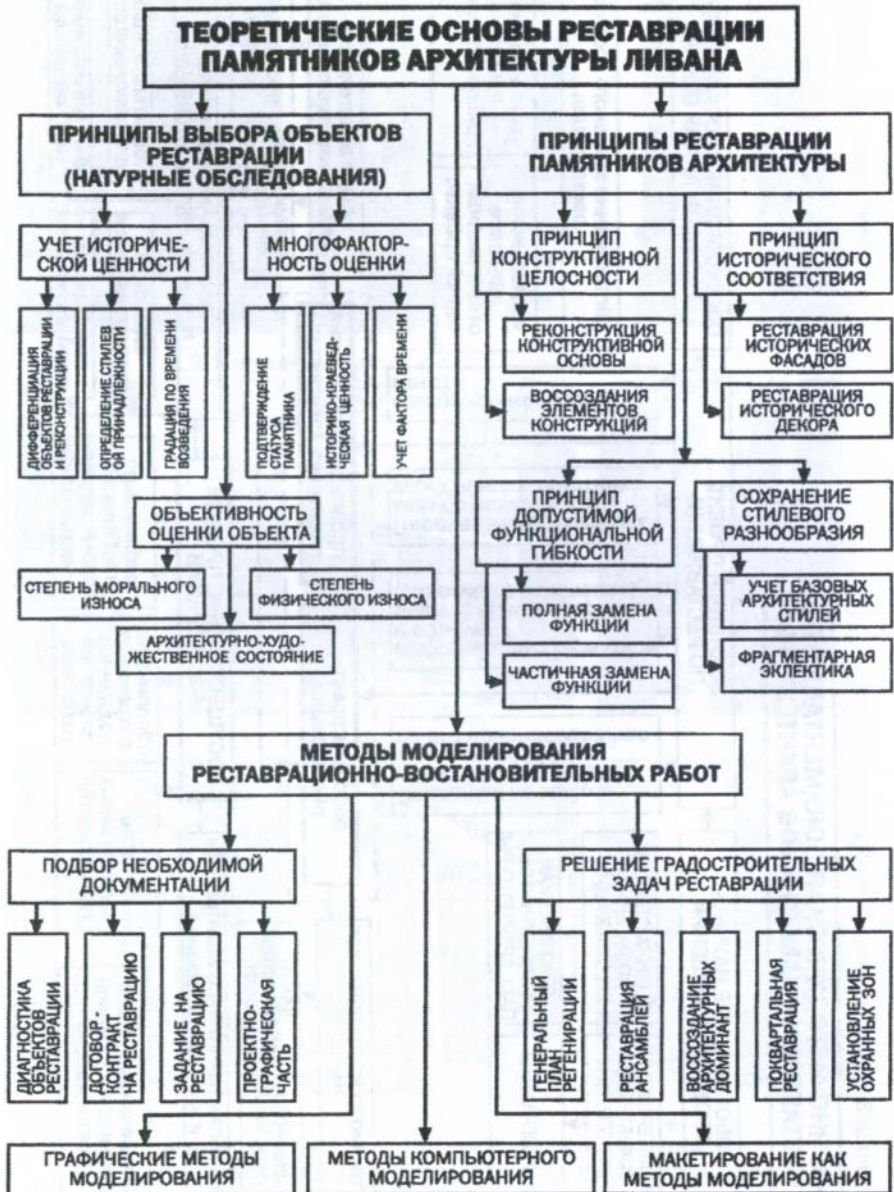 ТЕОРЕТИЧЕСКИЕ ОСНОВЫ РЕСТАВРАЦИИ
ПАМЯТНИКОВ АРХИТЕКТУРЫ ЛИВАНА
ПРИНЦИПЫ ВЫБОРА ОБЪЕКТОВ
РЕСТАВРАЦИИ
(НАТУРНЫЕ ОБСЛЕДОВАНИЯ)
ПРИНЦИПЫ РЕСТАВРАЦИИ
ПАМЯТНИКОВ АРХИТЕКТУРЫ
УЧЕТ ИСТОРИЧЕ-
СКОЙ ЦЕННОСТИ
МНОГОФАКТОР-
НОСТЬ ОЦЕНКИ
ПРИНЦИП
КОНСТРУКТИВНОЙ
ЦЕЛОСНОСТИ
ПРИНЦИП
ИСТОРИЧЕСКОГО
СООТВЕТСТВИЯ
ДИФФЕРЕНЦИАЦИЯ
ОБЪЕКТОВ РЕСТАВРАЦИИ
И РЕКОНСТРУКЦИИ
ОПРЕДЕЛЕНИЕ СТИЛЕВ
ОЙ ПРИНАДЛЕЖНОСТИ
ГРАДАЦИЯ ПО ВРЕМЕНИ
ВОЗВЕДЕНИЯ
ПОДТВЕРЖДЕНИЕ
СТАТУСА
ПАМЯТНИКА
ИСТОРИКО-КРАЕВЕД-
ЧЕСКАЯ ЦЕННОСТЬ
УЧЕТ ФАКТОРА ВРЕМЕНИ
РЕКОНСТРУКЦИЯ
КОНСТРУКТИВНОЙ
ОСНОВЫ
ВОССОЗДАНИЯ
ЭЛЕМЕНТОВ
КОНСТРУКЦИЙ
РЕСТАВРАЦИЯ
ИСТОРИЧЕСКИХ
ФАСАДОВ
РЕСТАВРАЦИЯ
ИСТОРИЧЕСКОГО
ДЕКОРА
ОБЪЕКТИВНОСТЬ
ОЦЕНКИ ОБЪЕКТА
СТЕПЕНЬ МОРАЛЬНОГО
ИЗНОСА
СТЕПЕНЬ
ФИЗИЧЕСКОГО ИЗНОСА
АРХИТЕКТУРНО-ХУДО-
ЖЕСТВЕННОЕ СОСТОЯНИЕ
ПРИНЦИП
ДОПУСТИМОЙ
ФУНКЦИОНАЛЬНОЙ
ГИБКОСТИ
СОХРАНЕНИЕ
СТИЛЕВОГО
РАЗНООБРАЗИЯ
ПОЛНАЯ ЗАМЕНА
ФУНКЦИИ
ЧАСТИЧНАЯ ЗАМЕНА
ФУНКЦИИ
УЧЕТ БАЗОВЫХ
АРХИТЕКТУРНЫХ
СТИЛЕЙ
ФРАГМЕНТАРНАЯ
ЭКЛЕКТИКА
МЕТОДЫ МОДЕЛИРОВАНИЯ
РЕСТАВРАЦИОННО-ВОСТАНОВИТЕЛЬНЫХ РАБОТ
ПОДБОР НЕОБХОДИМОЙ
ДОКУМЕНТАЦИИ
РЕШЕНИЕ ГРАДОСТРОИТЕЛЬНЫХ
ЗАДАЧ РЕСТАВРАЦИИ
ДИАГНОСТИКА
ОБЪЕКТОВ
РЕСТАВРАЦИИ
ДОГОВОР -
КОНТРАКТ
НА РЕСТАВРАЦИЮ
ЗАДАНИЕ НА
РЕСТАВРАЦИЮ
ПРОЕКТНО-
ГРАФИЧЕСКАЯ
ЧАСТЬ
ГЕНЕРАЛЬНЫЙ
ПЛАН
РЕГЕНИРАЦИИ
РЕСТАВРАЦИЯ
АНСАМБЛЕЙ
ВОССОЗДАНИЕ
АРХИТЕКТУРНЫХ
ДОМИНАНТ
ПОКВАРТАЛЬНАЯ
РЕСТАВРАЦИЯ
УСТАНОВЛЕНИЕ
ОХРАННЫХ ЗОН
ГРАФИЧЕСКИЕ МЕТОДЫ
МОДЕЛИРОВАНИЯ
МЕТОДЫ КОМПЬЮТЕРНОГО
МОДЕЛИРОВАНИЯ
МАКЕТИРОВАНИЕ КАК
МЕТОДЫ МОДЕЛИРОВАНИЯ